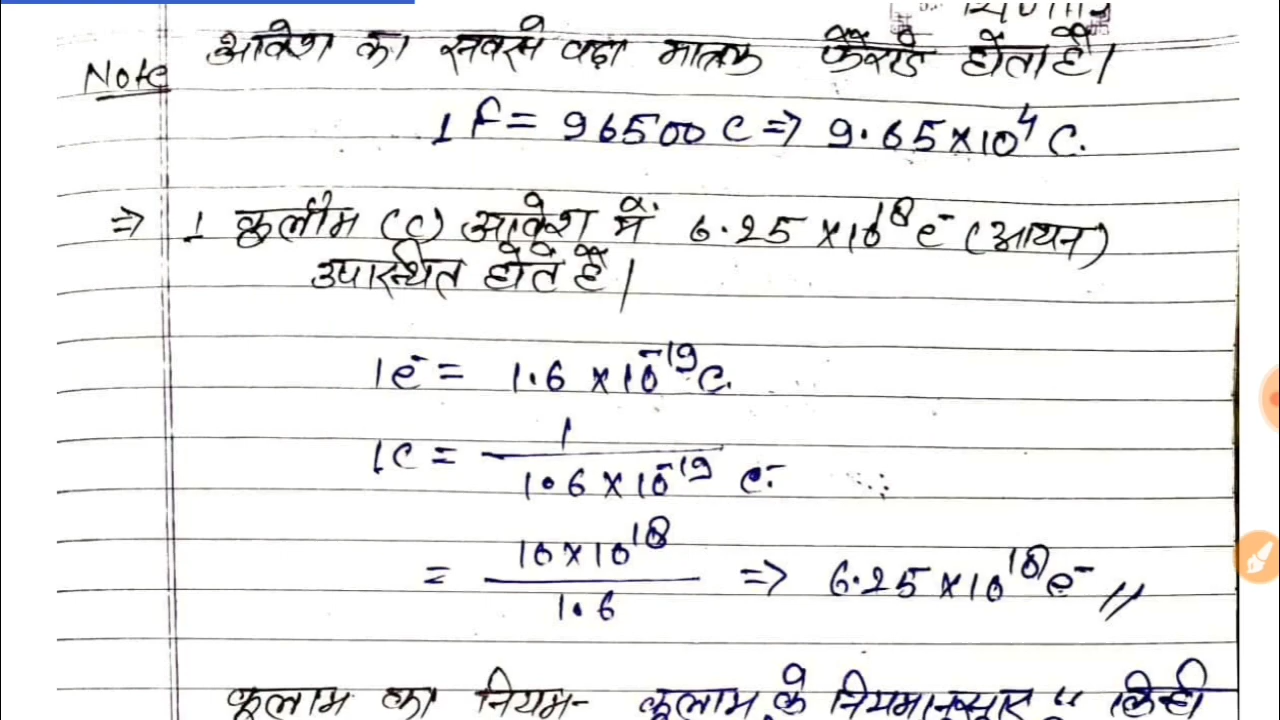 आवेश का सबसे बड़ा मात्रक फैराडे होता है।
Note
1 F = 96500 C ⇒ 9.65×10⁴ C.
⇒ 1 कूलॉम (C) आवेश में 6.25×10¹⁸ e⁻ (आयन)
उपास्थित होते हैं।
1e⁻ = 1.6 × 10⁻¹⁹ C.
1C = 1 / 1.6 × 10⁻¹⁹ e⁻
= 10×10¹⁸ / 1.6 ⇒ 6.25×10¹⁸ e⁻ //
कूलाम का नियम- कूलाम के नियमानुसार " किन्ही